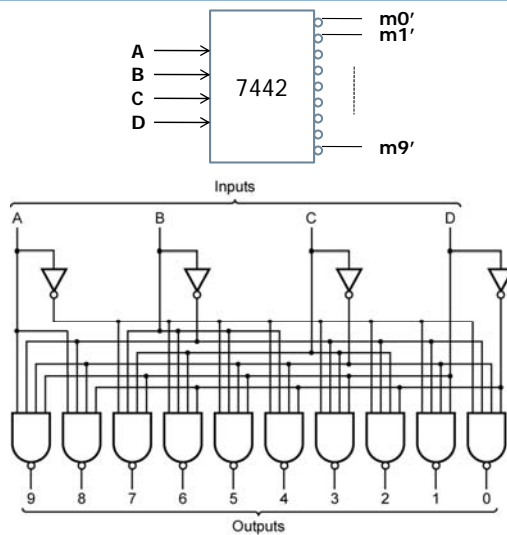 m0'
m1'
A
B
C
D
7442
m9'
Inputs
A B C D
9 8 7 6 5 4 3 2 1 0
Outputs